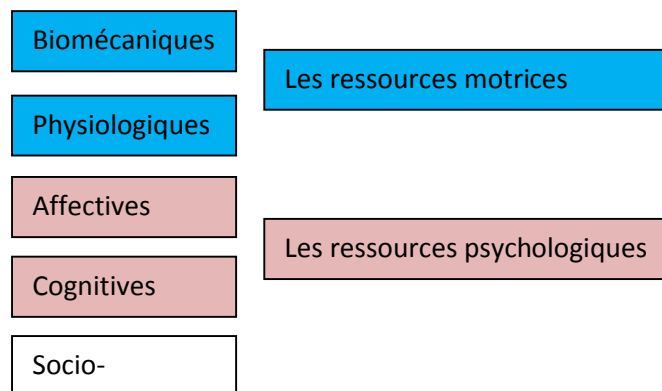 Biomécaniques
Les ressources motrices
Physiologiques
Affectives
Les ressources psychologiques
Cognitives
Socio-